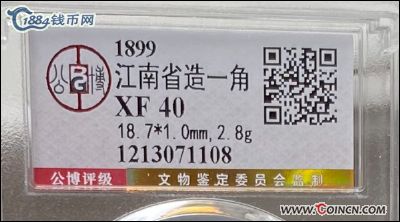 1884钱币网
1899
公博
江南省造一角
XF 40
18.7*1.0mm,2.8g
1213071108
公博评级
文物鉴定委员会监制
WWW.COINCN.COM